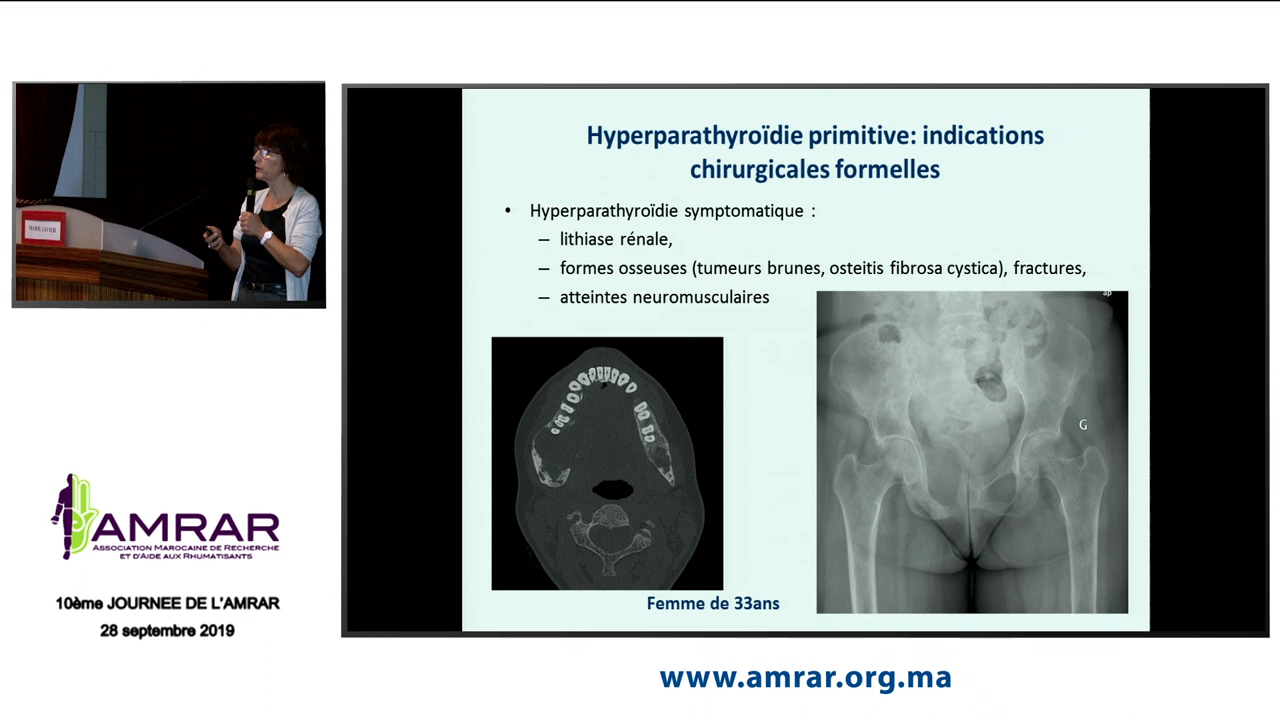 Hyperparathyroïdie primitive: indications
chirurgicales formelles
• Hyperparathyroïdie symptomatique :
– lithiase rénale,
– formes osseuses (tumeurs brunes, osteitis fibrosa cystica), fractures,
– atteintes neuromusculaires
G
Femme de 33ans
AMRAR
ASSOCIATION MAROCAINE DE RECHERCHE
ET D'AIDE AUX RHUMATISANTS
10ème JOURNEE DE L'AMRAR
28 septembre 2019
www.amrar.org.ma